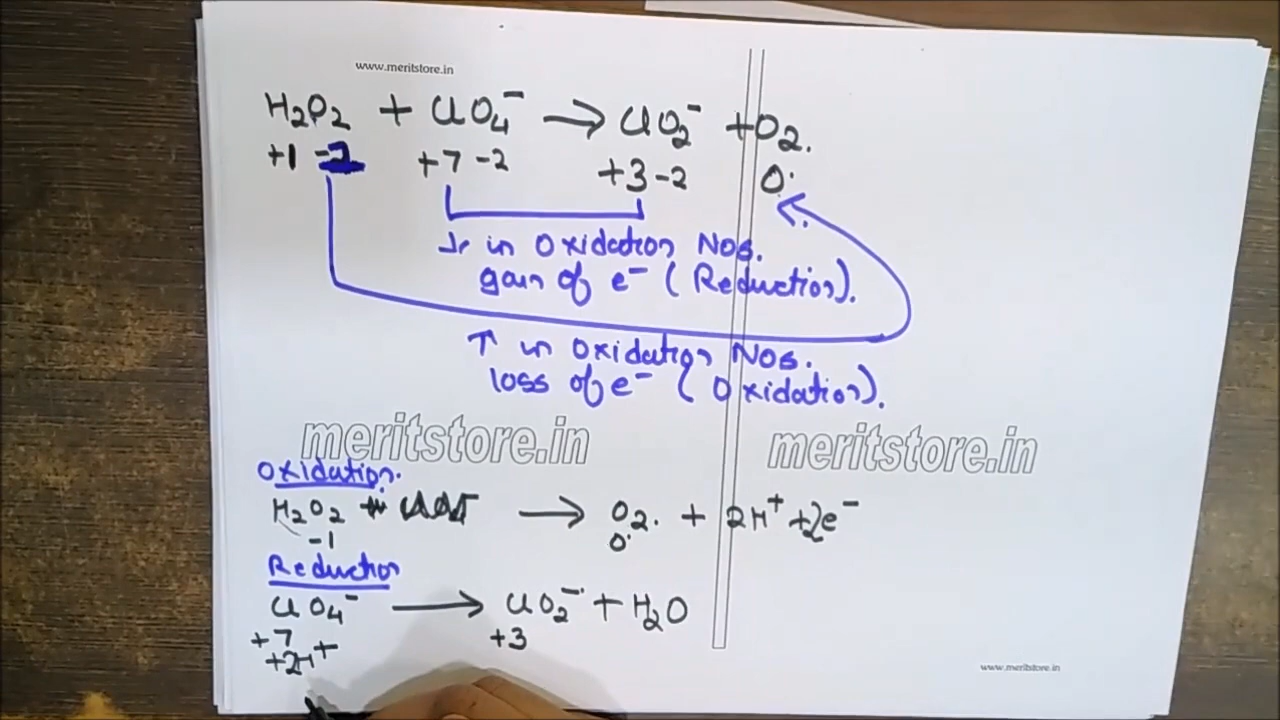 www.meritstore.in
H₂O₂ + ClO₄⁻ → ClO₂⁻ + O₂.
+1 -2 +7 -2 +3 -2 0.
↓ in Oxidation Nos.
gain of e⁻ ( Reduction).
↑ in Oxidation Nos.
loss of e⁻ ( Oxidation).
meritstore.in meritstore.in
Oxidation.
H₂O₂ → O₂. + 2H⁺ + 2e⁻
-1 0.
Reduction
ClO₄⁻ → ClO₂⁻ + H₂O
+7 +3
+2H⁺
www.meritstore.in